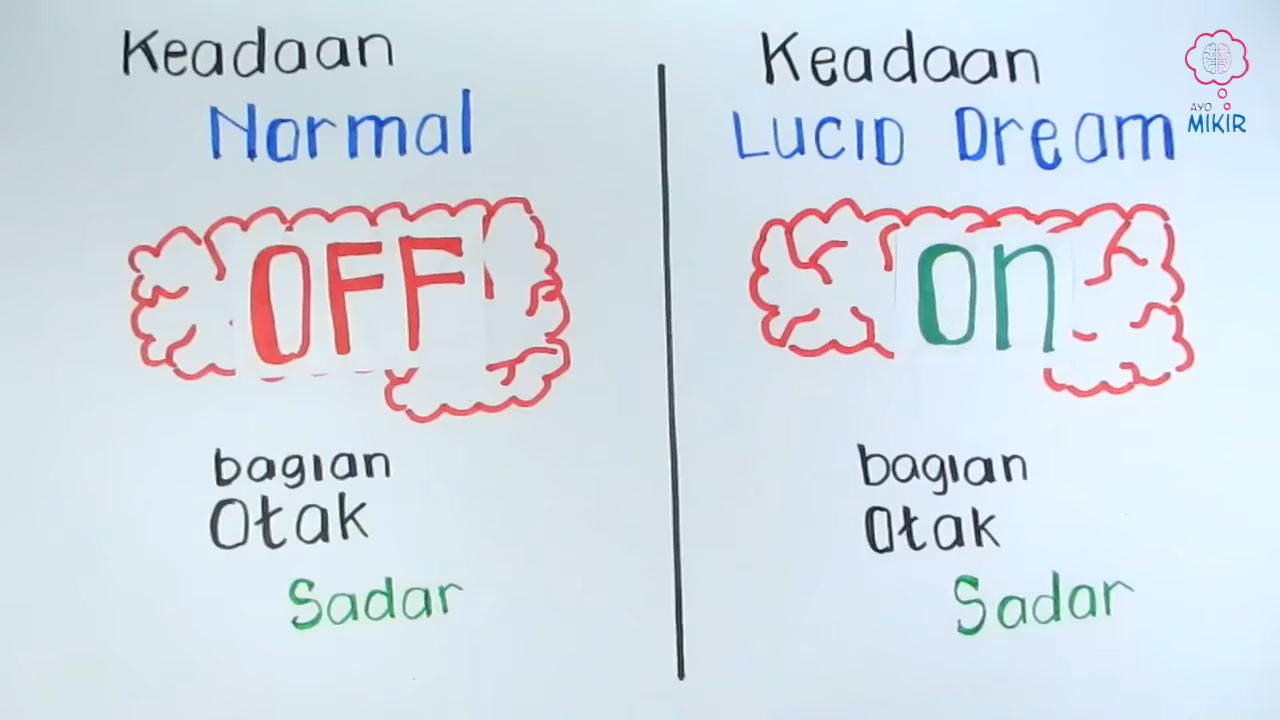 Keadaan
Normal
OFF
bagian
Otak
Sadar
Keadaan
LUCID Dream
ON
bagian
Otak
Sadar
AYO
MIKIR